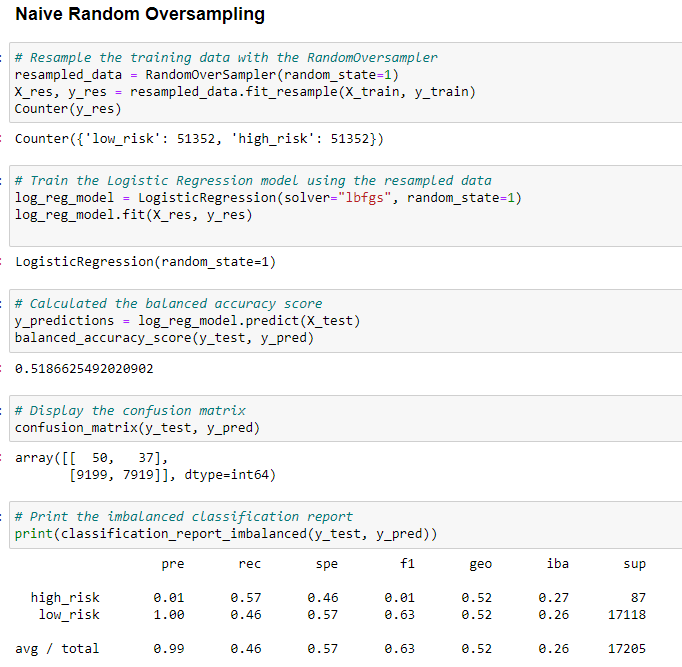 Naive Random Oversampling
# Resample the training data with the RandomOversampler
resampled_data = RandomOverSampler(random_state=1)
X_res, y_res = resampled_data.fit_resample(X_train, y_train)
Counter(y_res)
Counter({'low_risk': 51352, 'high_risk': 51352})
# Train the Logistic Regression model using the resampled data
log_reg_model = LogisticRegression(solver="lbfgs", random_state=1)
log_reg_model.fit(X_res, y_res)
LogisticRegression(random_state=1)
# Calculated the balanced accuracy score
y_predictions = log_reg_model.predict(X_test)
balanced_accuracy_score(y_test, y_pred)
0.5186625492020902
# Display the confusion matrix
confusion_matrix(y_test, y_pred)
array([[  50,   37],
       [9199, 7919]], dtype=int64)
# Print the imbalanced classification report
print(classification_report_imbalanced(y_test, y_pred))
pre rec spe f1 geo iba sup
high_risk 0.01 0.57 0.46 0.01 0.52 0.27 87
low_risk 1.00 0.46 0.57 0.63 0.52 0.26 17118
avg / total 0.99 0.46 0.57 0.63 0.52 0.26 17205